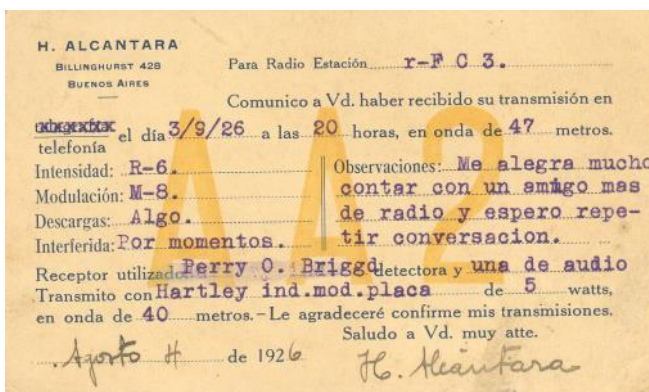 H. ALCANTARA
BILLINGHURST 428
BUENOS AIRES
Para Radio Estación r-F C 3.
Comunico a Vd. haber recibido su transmisión en
telefonía el día 3/9/26 a las 20 horas, en onda de 47 metros.
Intensidad: R-6.
Modulación: M-8.
Descargas: Algo.
Interferida: Por momentos.
Observaciones: Me alegra mucho
contar con un amigo mas
de radio y espero repe-
tir conversacion.
AA2
Receptor utilizado Perry O. Briggd detectora y una de audio
Transmito con Hartley ind.mod.placa de 5 watts,
en onda de 40 metros.-Le agradeceré confirme mis transmisiones.
Saludo a Vd. muy atte.
Agosto 4 de 1926
H. Alcántara